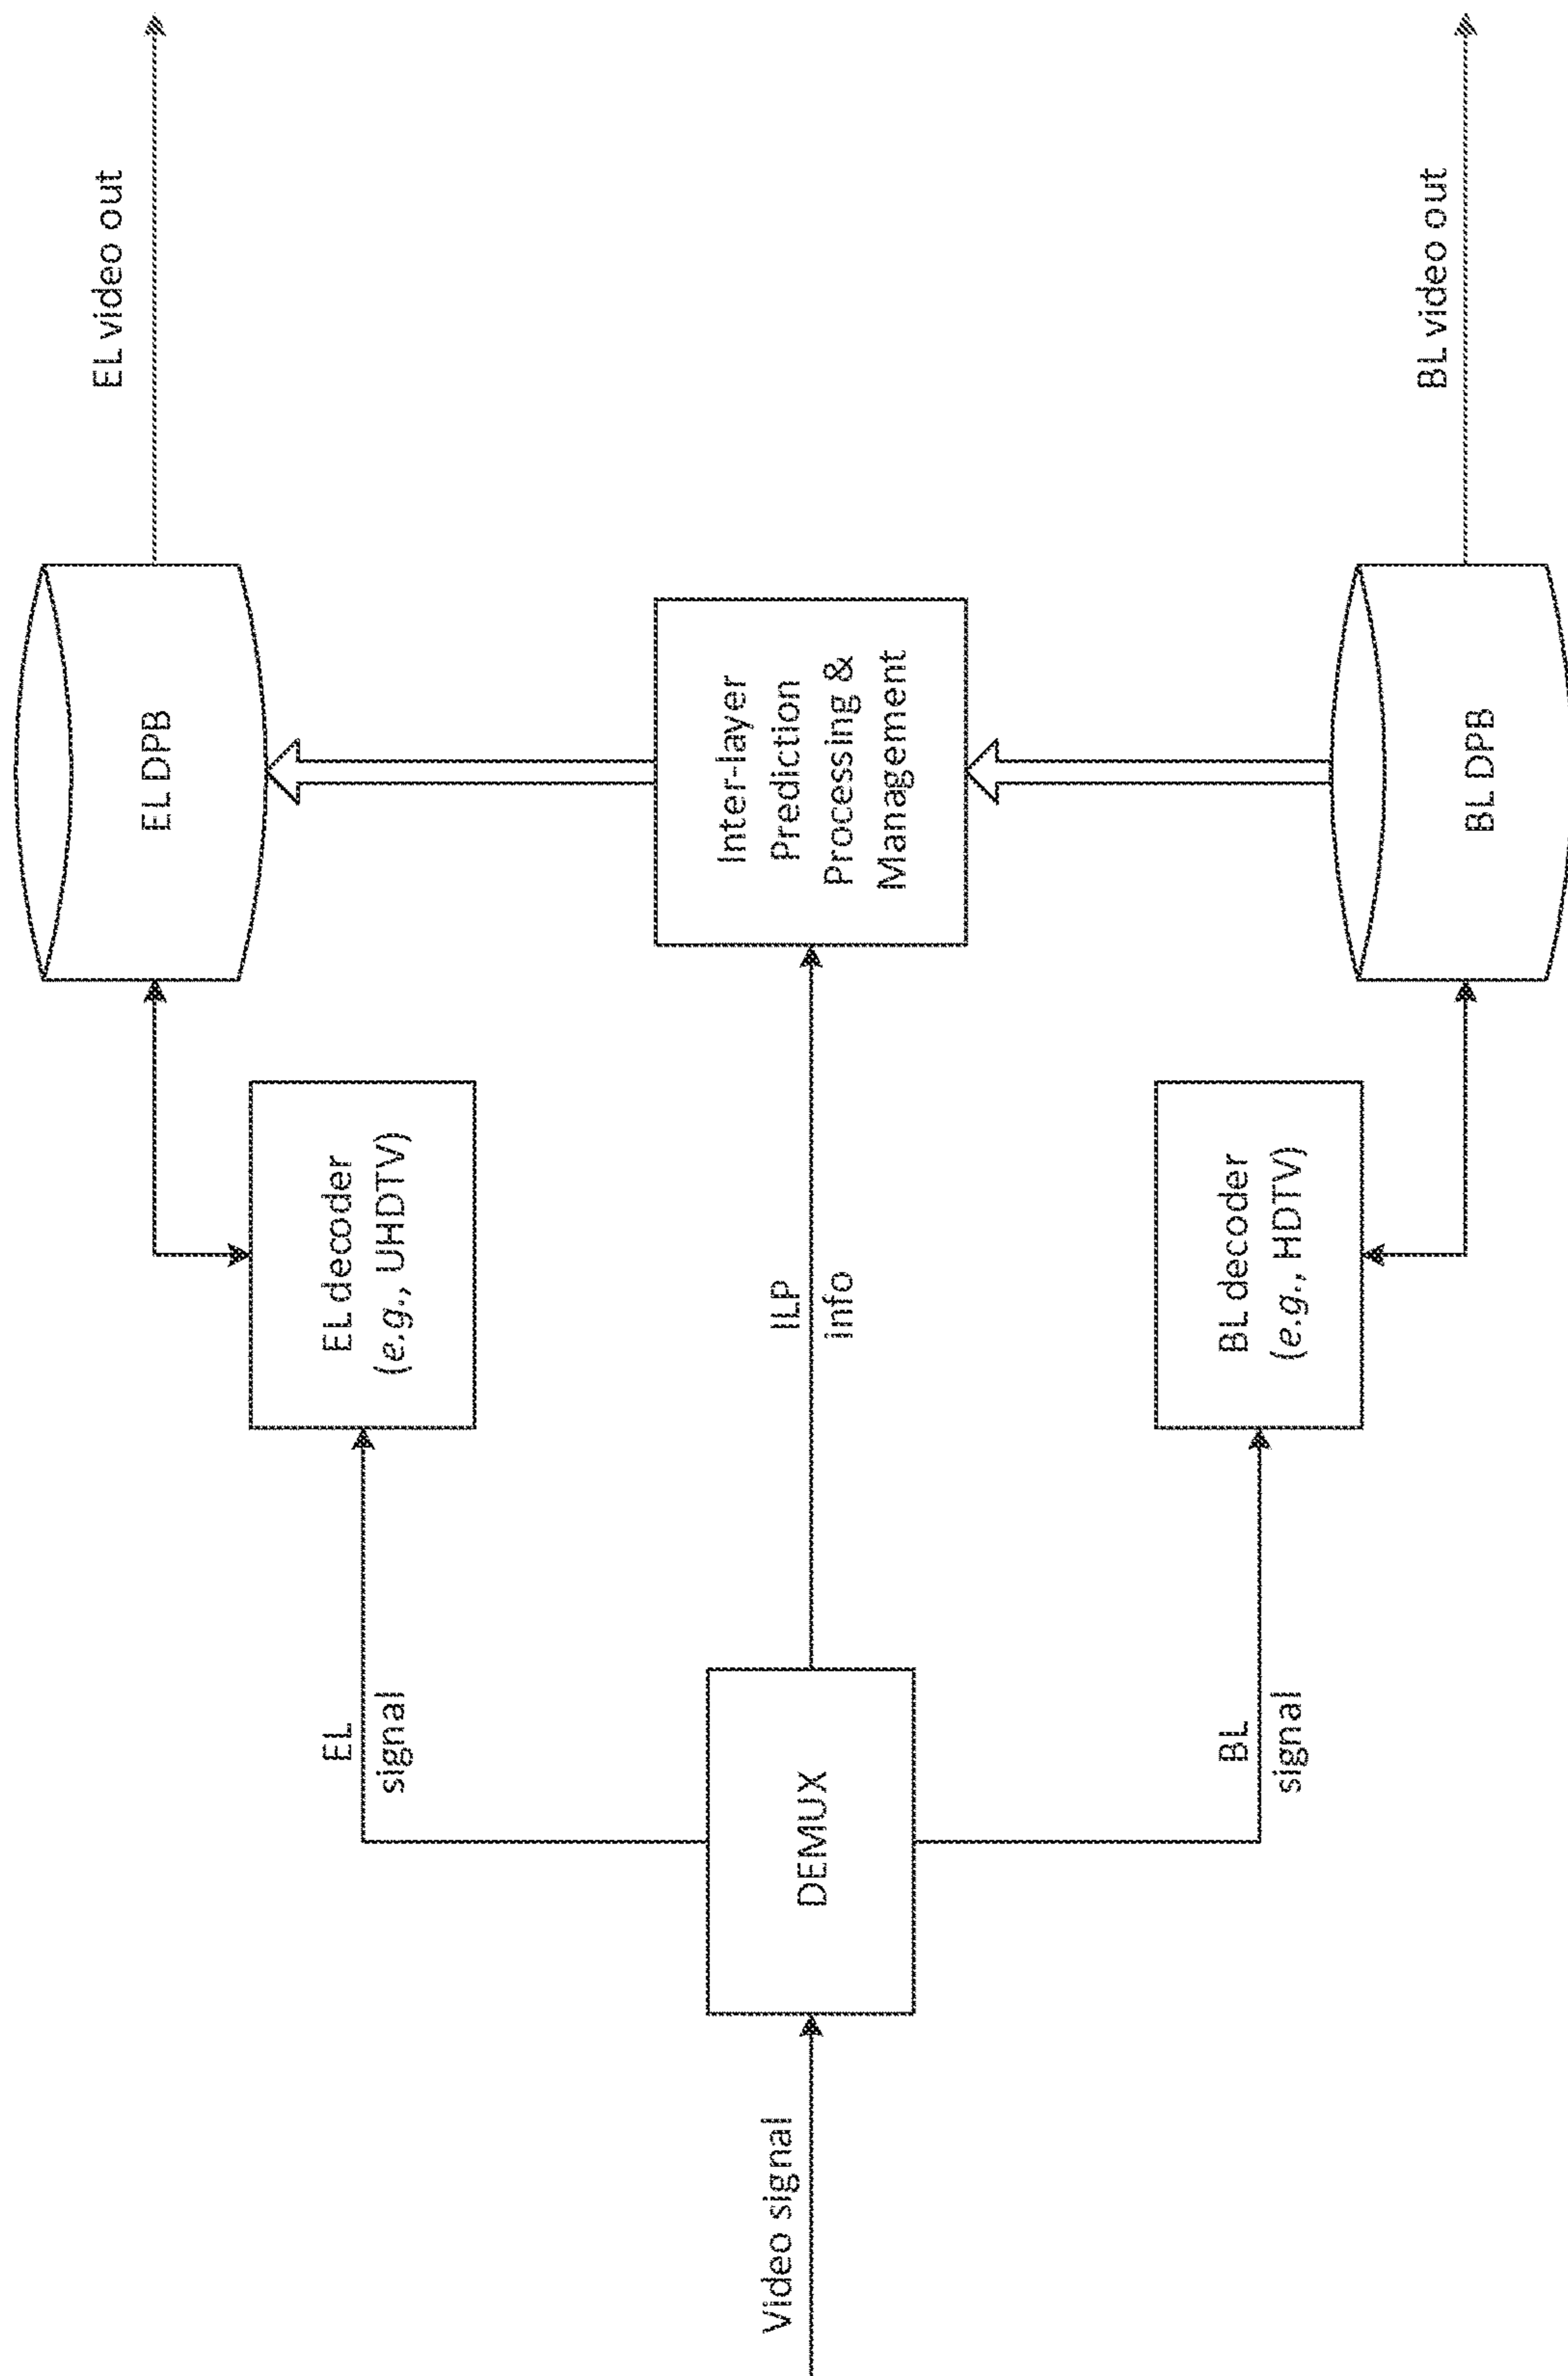 Video signal
DEMUX
EL
signal
ILP
info
BL
signal
EL decoder
(e.g., UHDTV)
BL decoder
(e.g., HDTV)
EL DPB
Inter-layer
Prediction
Processing &
Management
BL DPB
EL video out
BL video out